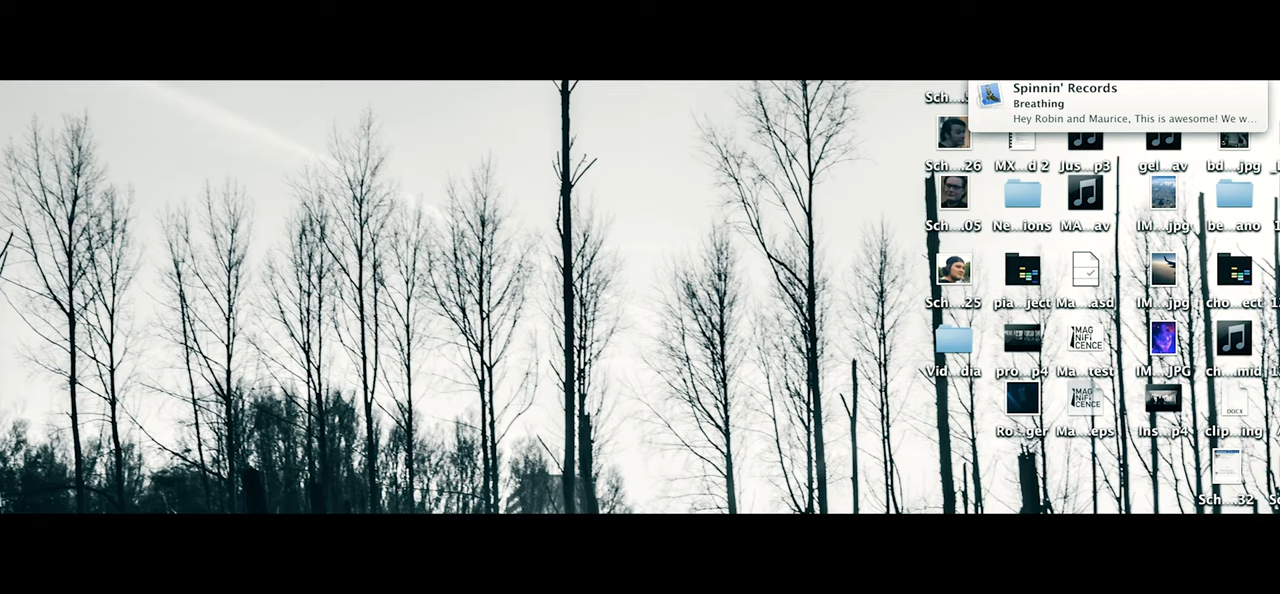 Spinnin' Records
Breathing
Hey Robin and Maurice, This is awesome! We w...
Sch...
Sch....26 MX...d 2 Jus...p3 gel...av bd...jpg
Sch....05 Ne...ions MA...av IM...jpg be...ano
Sch....25 pia...ject Ma...asd IM...jpg cho...ect
Vid...dia pro...p4 Ma...test IM...JPG ch...mid
MAG
NiFi
CENCE
Ro...ger Ma...eps Ins...p4 clip...ing
MAG
NiFi
CENCE
DOCX
Sch....32